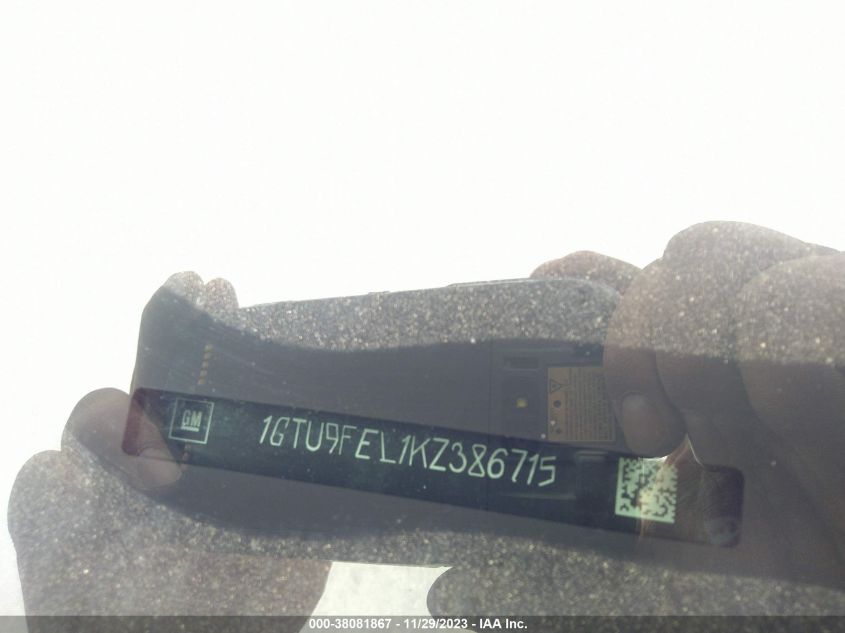 GM
1GTU9FEL1KZ386715
000-38081867 - 11/29/2023 - IAA Inc.